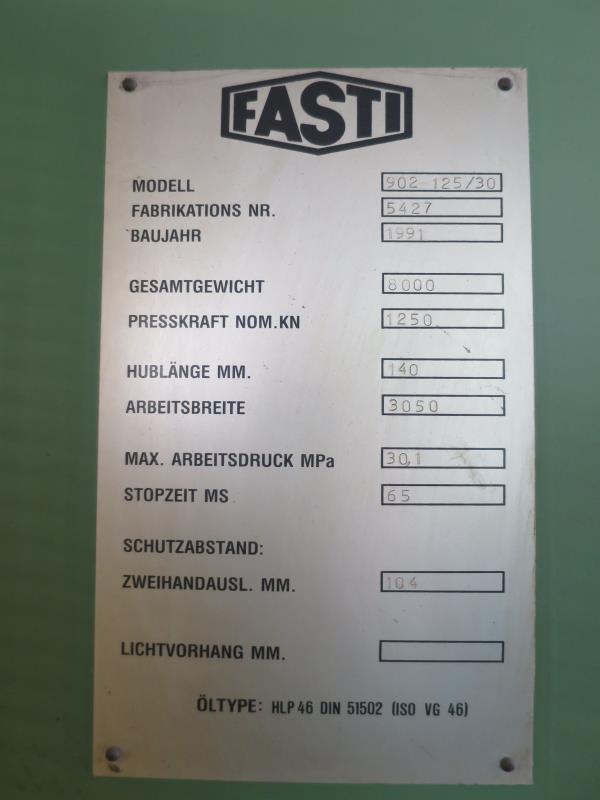 FASTI
MODELL 902-125/30
FABRIKATIONS NR. 5427
BAUJAHR 1991
GESAMTGEWICHT 8000
PRESSKRAFT NOM.KN 1250
HUBLÄNGE MM. 140
ARBEITSBREITE 3050
MAX. ARBEITSDRUCK MPa 30,1
STOPZEIT MS 65
SCHUTZABSTAND:
ZWEIHANDAUSL. MM. 104
LICHTVORHANG MM.
ÖLTYPE: HLP 46 DIN 51502 (ISO VG 46)